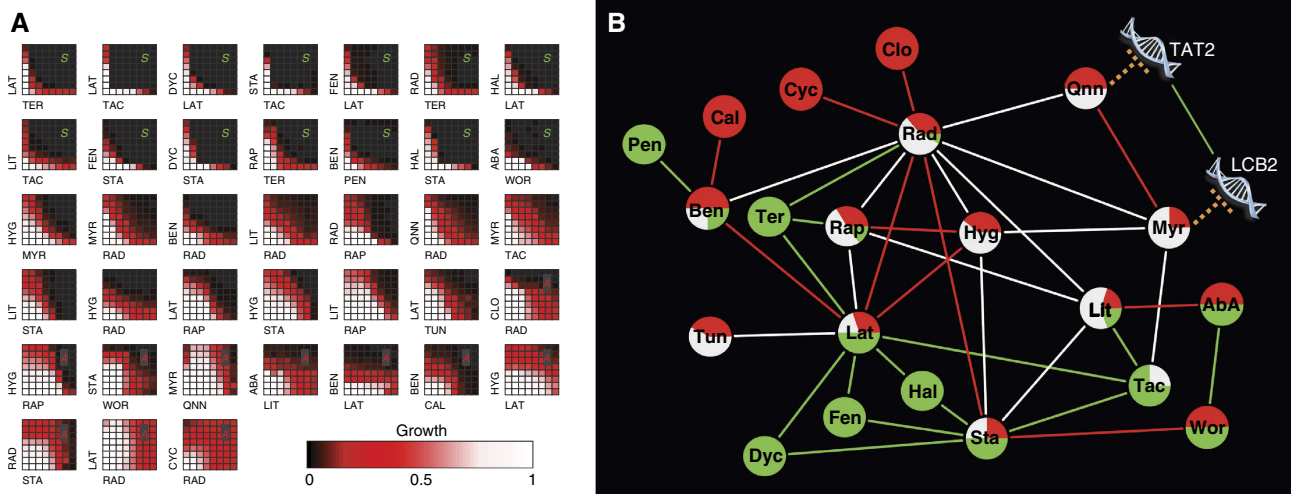 A
LAT TER S
LAT TAC
DYC LAT S
STA TAC S
FEN LAT
RAD TER
HAL LAT S
LIT TAC S
FEN STA S
DYC STA S
RAP TER S
BEN PEN S
HAL STA S
ABA WOR S
HYG MYR
MYR RAD
BEN RAD
LIT RAD
RAD RAP
QNN RAD
MYR TAC
LIT STA
HYG RAD
LAT RAP
HYG STA
LIT RAP
LAT TUN
CLO RAD A
HYG RAP A
STA WOR A
MYR QNN A
ABA LIT A
BEN LAT A
BEN CAL A
HYG LAT A
RAD STA A
LAT RAD A
CYC RAD A
Growth
0 0.5 1
B
Clo
TAT2
Cyc
Qnn
Cal
Rad
Pen
LCB2
Ben
Ter
Rap
Hyg
Myr
Lit
AbA
Tun
Lat
Tac
Hal
Fen
Sta
Wor
Dyc